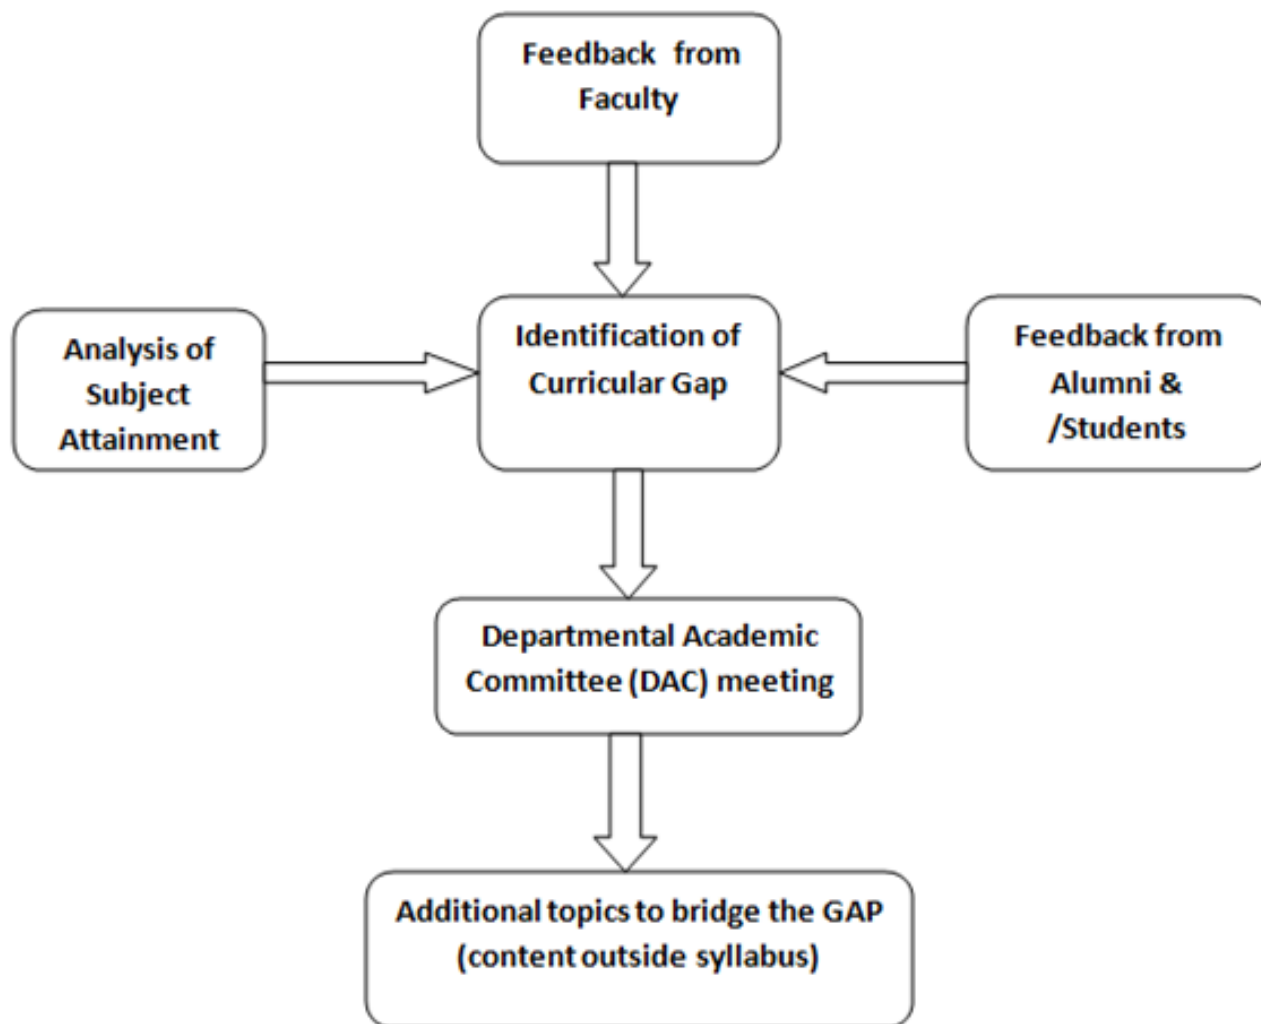 Feedback from
Faculty
Analysis of
Subject
Attainment
Identification of
Curricular Gap
Feedback from
Alumni &
/Students
Departmental Academic
Committee (DAC) meeting
Additional topics to bridge the GAP
(content outside syllabus)